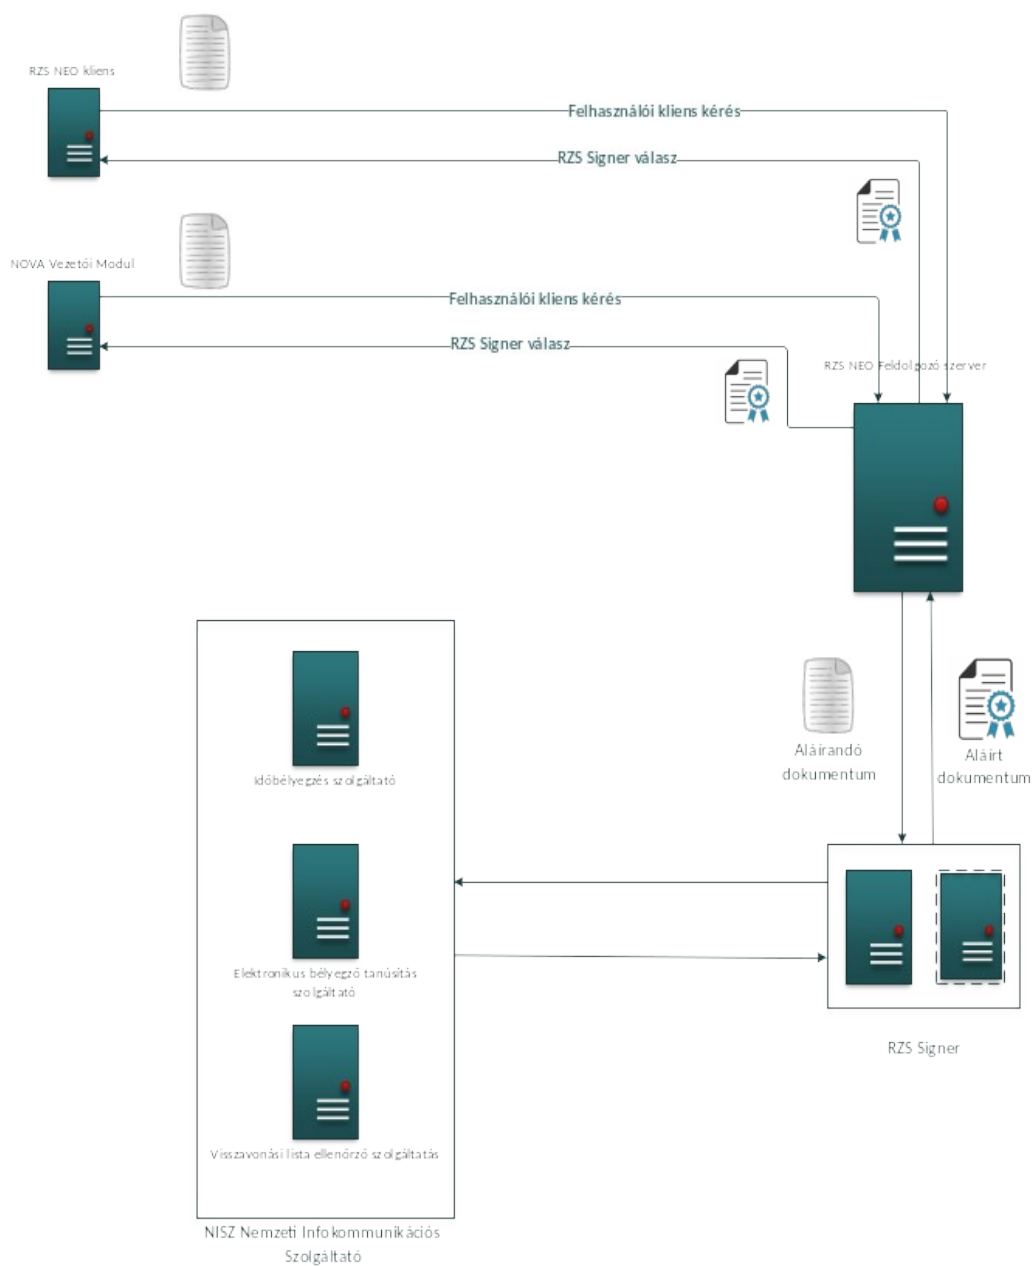 RZS NEO kliens
Felhasználói kliens kérés
RZS Signer válasz
NOVA Vezetői Modul
Felhasználói kliens kérés
RZS Signer válasz
RZS NEO Feldolgozó szerver
Aláírandó
dokumentum
Aláírt
dokumentum
Időbélyegzés szolgáltató
Elektronikus bélyegző tanúsítás
szolgáltató
RZS Signer
Visszavonási lista ellenőrző szolgáltatás
NISZ Nemzeti Infokommunikációs
Szolgáltató